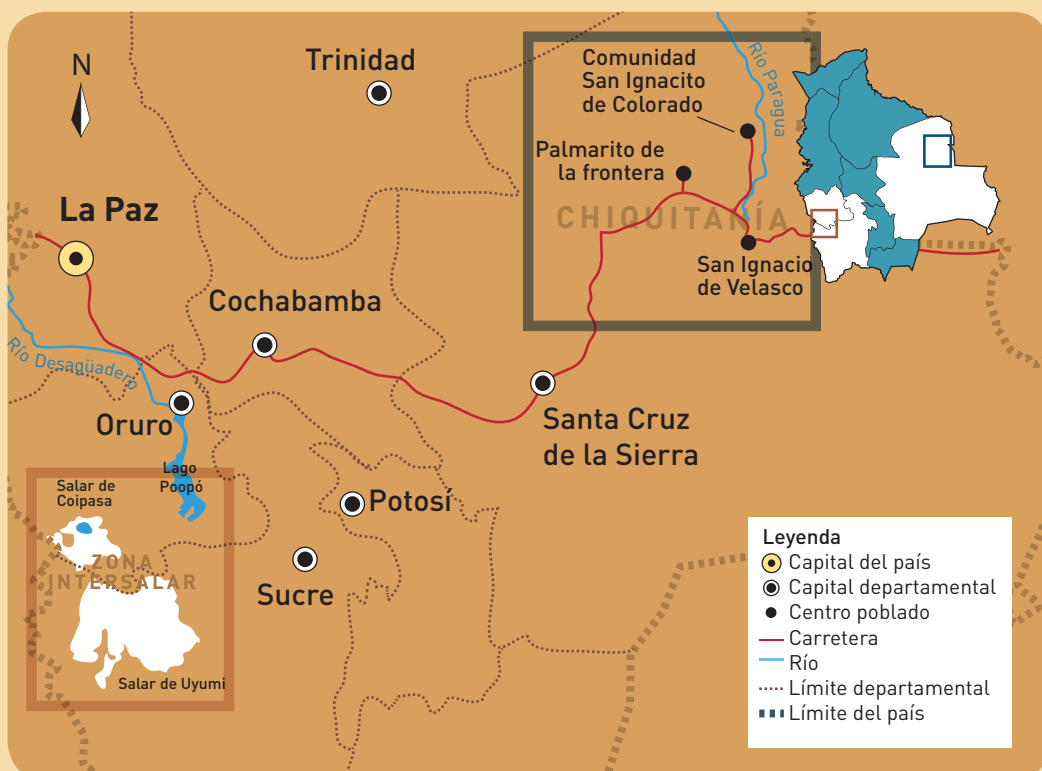 N
Trinidad
Comunidad
San Ignacito
de Colorado
Río Paragua
Palmarito de
la frontera
CHIQUITANÍA
San Ignacio
de Velasco
La Paz
Cochabamba
Río Desagüadero
Oruro
Santa Cruz
de la Sierra
Lago
Poopó
Salar de
Coipasa
Potosí
ZONA
INTERSALAR
Sucre
Salar de Uyumi
Leyenda
Capital del país
Capital departamental
Centro poblado
Carretera
Río
Límite departamental
Límite del país